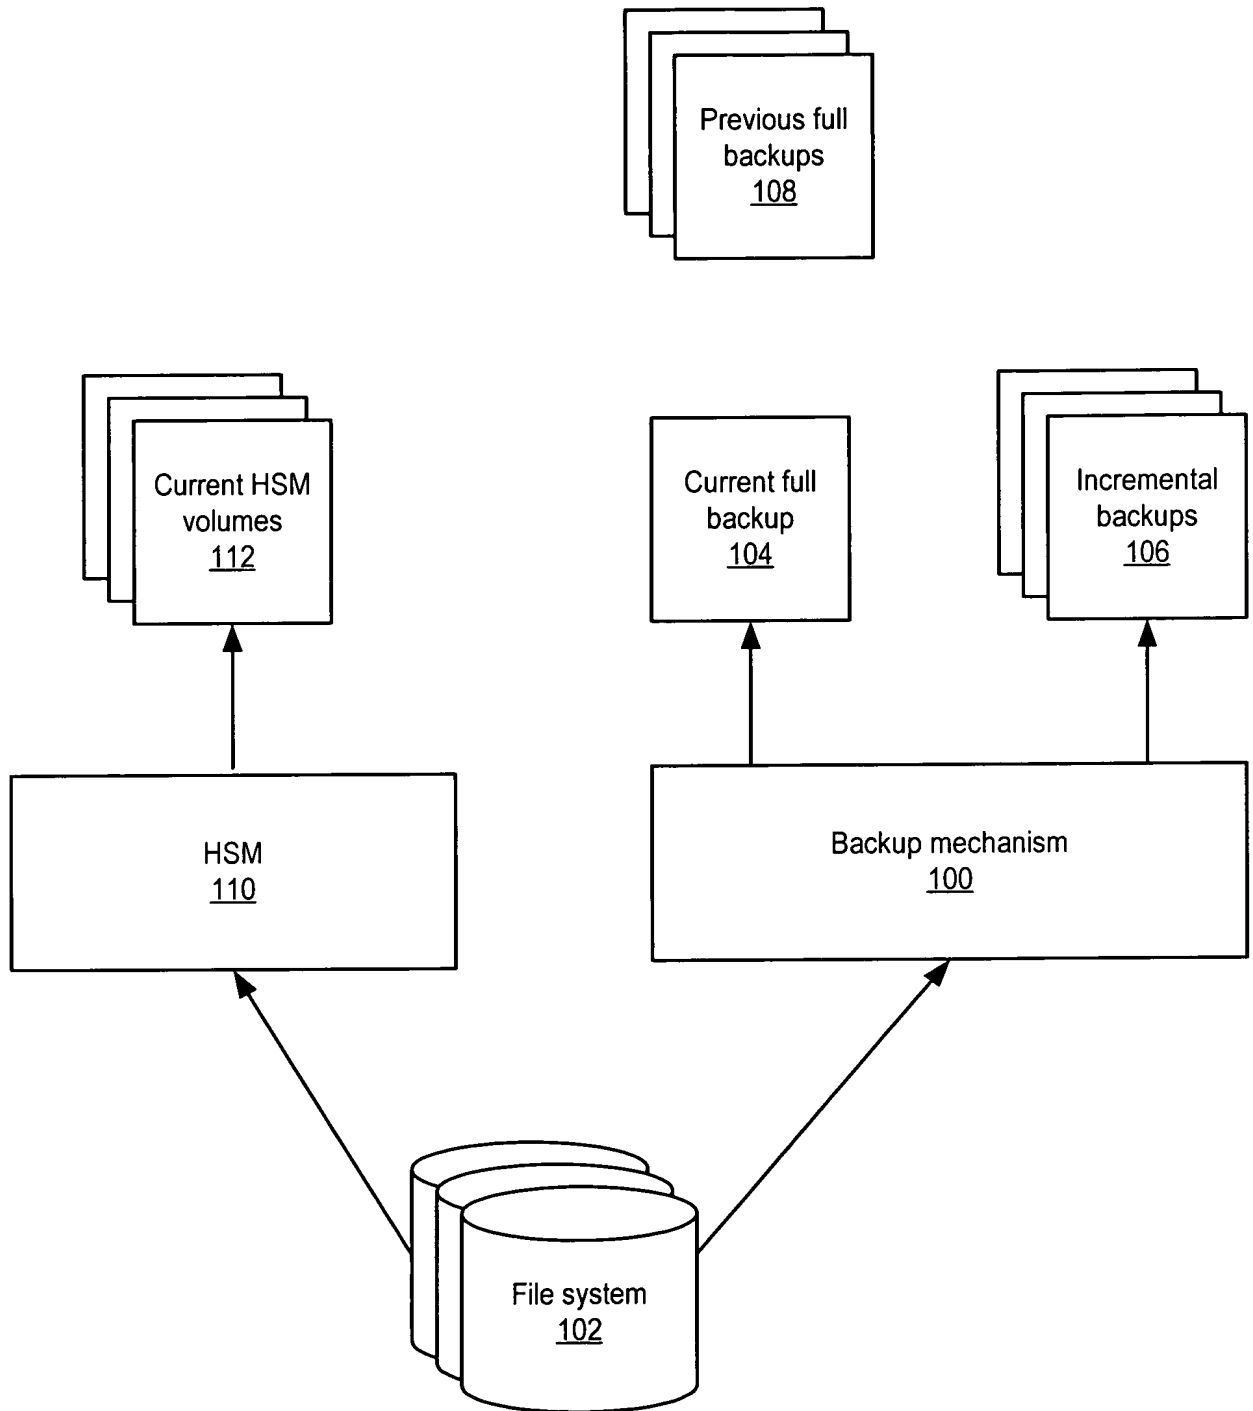 Previous full
backups
108
Current HSM
volumes
112
Current full
backup
104
Incremental
backups
106
HSM
110
Backup mechanism
100
File system
102